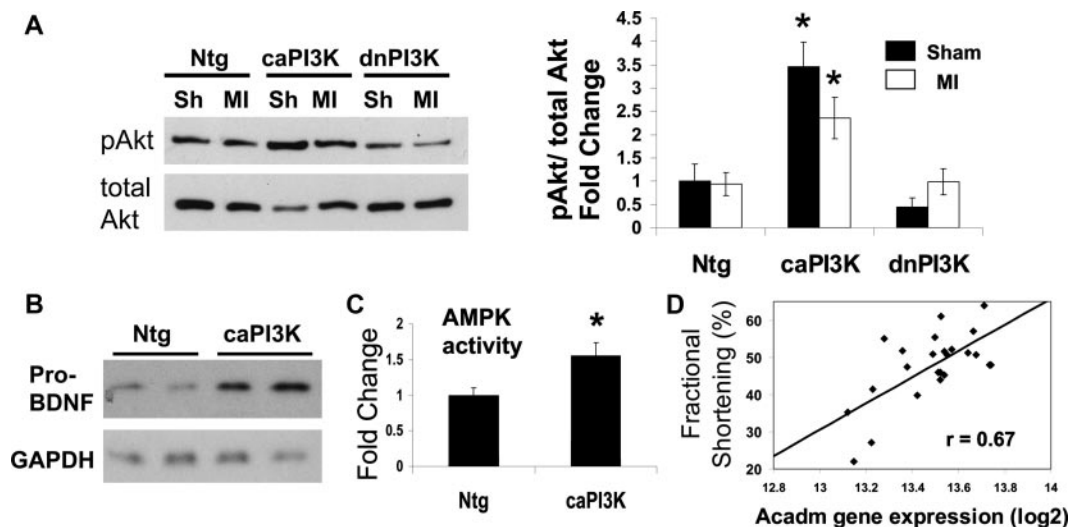 A
Ntg caPI3K dnPI3K
Sh MI Sh MI Sh MI
pAkt
total
Akt
pAkt/ total Akt
Fold Change
4.5
4
3.5
3
2.5
2
1.5
1
0.5
0
* *
Sham
MI
Ntg caPI3K dnPI3K
B
Ntg caPI3K
Pro-
BDNF
GAPDH
C
Fold Change
2
1.5
1
0.5
0
AMPK
activity
*
Ntg caPI3K
D
Fractional
Shortening (%)
60
50
40
30
20
r = 0.67
12.8 13 13.2 13.4 13.6 13.8 14
Acadm gene expression (log2)